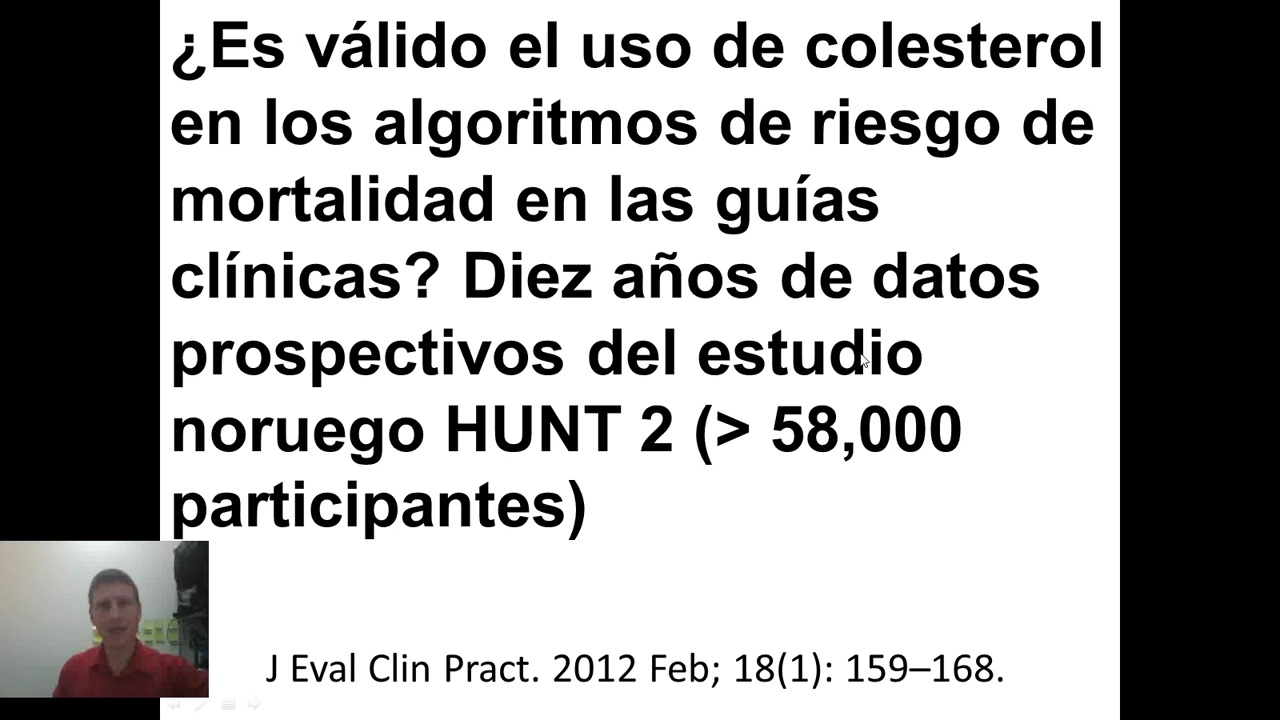 ¿Es válido el uso de colesterol
en los algoritmos de riesgo de
mortalidad en las guías
clínicas? Diez años de datos
prospectivos del estudio
noruego HUNT 2 (> 58,000
participantes)
J Eval Clin Pract. 2012 Feb; 18(1): 159–168.